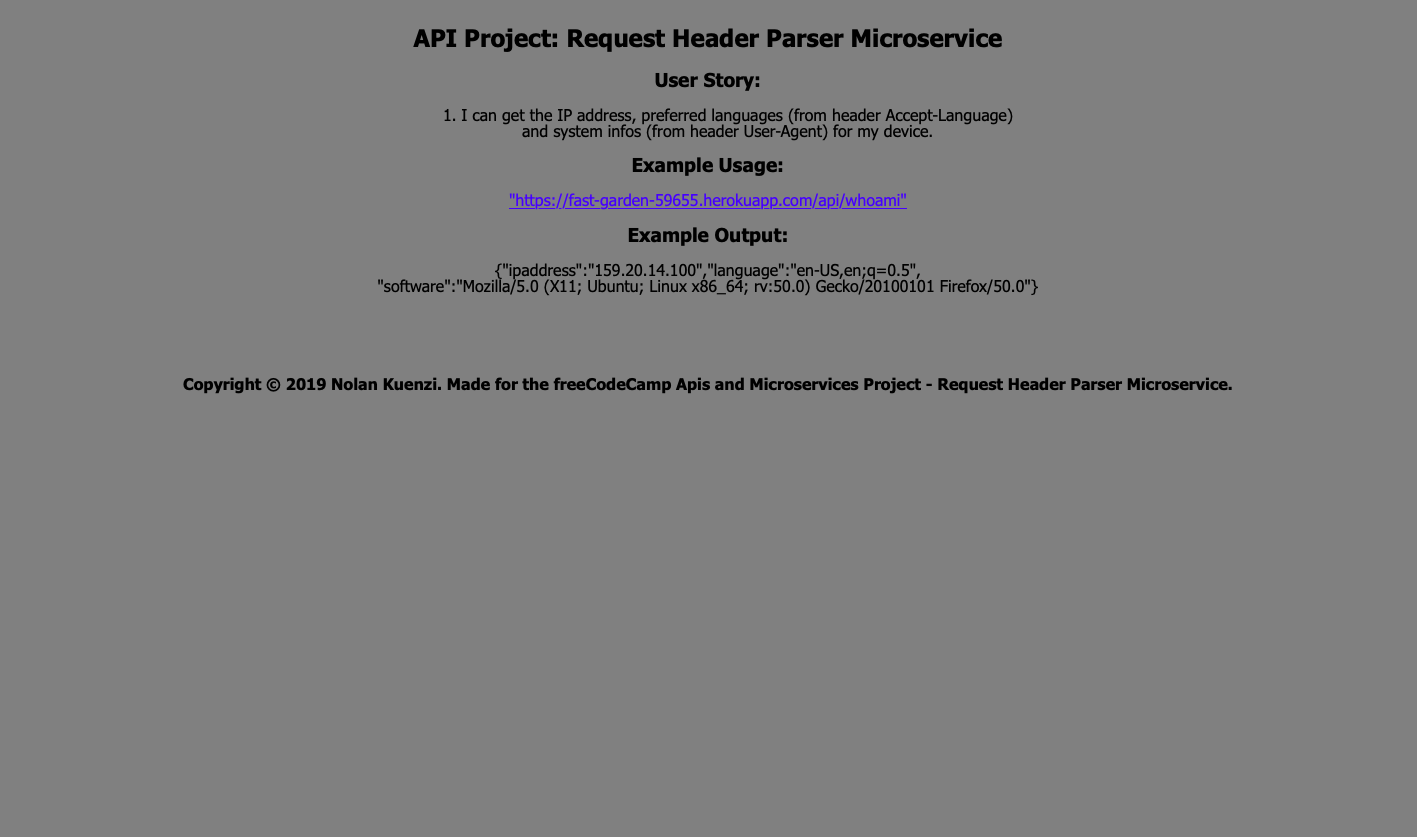 API Project: Request Header Parser Microservice
User Story:
1. I can get the IP address, preferred languages (from header Accept-Language)
and system infos (from header User-Agent) for my device.
Example Usage:
"https://fast-garden-59655.herokuapp.com/api/whoami"
Example Output:
{"ipaddress":"159.20.14.100","language":"en-US,en;q=0.5",
"software":"Mozilla/5.0 (X11; Ubuntu; Linux x86_64; rv:50.0) Gecko/20100101 Firefox/50.0"}
Copyright © 2019 Nolan Kuenzi. Made for the freeCodeCamp Apis and Microservices Project - Request Header Parser Microservice.